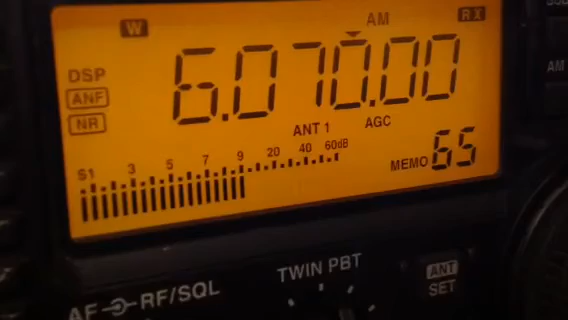 W AM RX
6.070.00
DSP
ANF
NR
ANT 1 AGC
S1 3 5 7 9 20 40 60dB
MEMO 65
AF RF/SQL
TWIN PBT
ANT
SET
AM